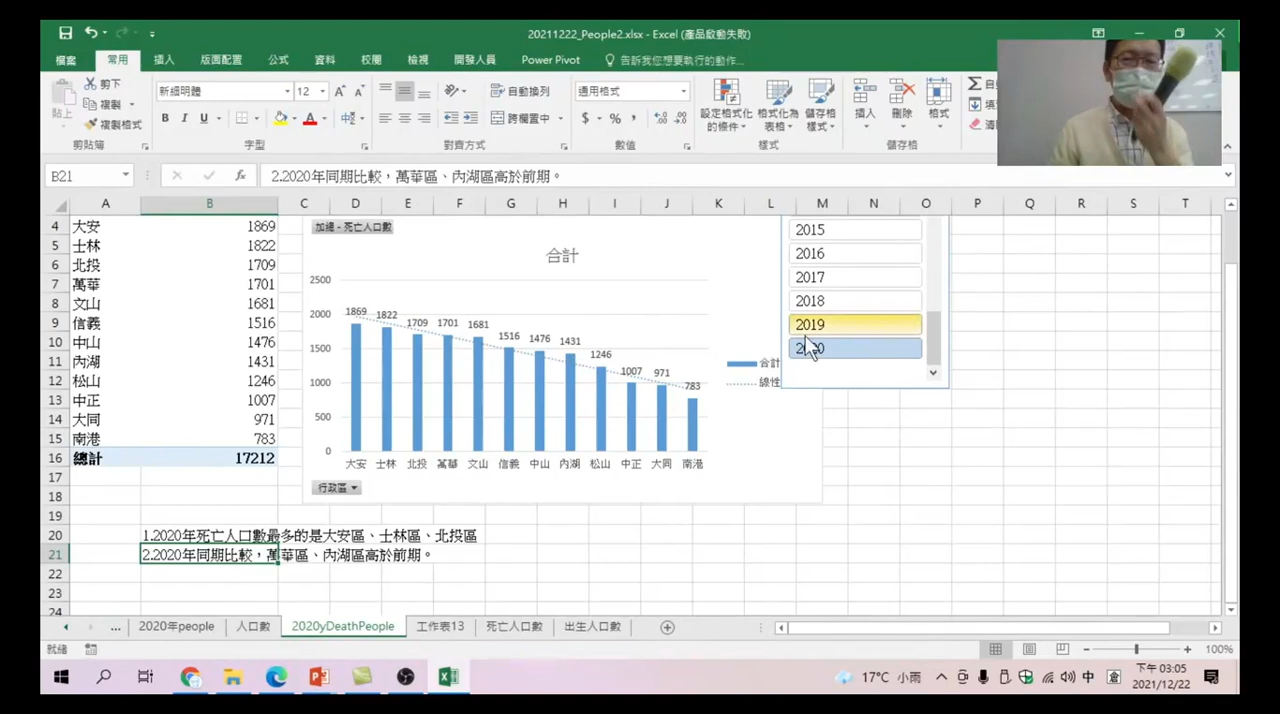 20211222_People2.xlsx - Excel (產品啟動失敗)
檔案 常用 插入 版面配置 公式 資料 校閱 檢視 開發人員 Power Pivot 告訴我您想要執行的動作...
貼上 剪下 複製 複製格式 剪貼簿
新細明體 12 B I U 字型
自動換列 跨欄置中 對齊方式
通用格式 $ % , 數值
設定格式化的條件 格式化為表格 儲存格樣式 樣式
插入 刪除 格式 儲存格
B21 fx 2.2020年同期比較，萬華區、內湖區高於前期。
A B C D E F G H I J K L M N O P Q R S T
4 大安 1869
5 士林 1822
6 北投 1709
7 萬華 1701
8 文山 1681
9 信義 1516
10 中山 1476
11 內湖 1431
12 松山 1246
13 中正 1007
14 大同 971
15 南港 783
16 總計 17212
17
18
19
20 1.2020年死亡人口數最多的是大安區、士林區、北投區
21 2.2020年同期比較，萬華區、內湖區高於前期。
22
23
24
加總 - 死亡人口數
合計
2500
2000
1500
1000
500
0
1869 1822 1709 1701 1681 1516 1476 1431 1246 1007 971 783
大安 士林 北投 萬華 文山 信義 中山 內湖 松山 中正 大同 南港
合計
線性
行政區
2015
2016
2017
2018
2019
2020
... 2020年people 人口數 2020yDeathPeople 工作表13 死亡人口數 出生人口數
就緒 100%
17°C 小雨 中 倉 下午 03:05
2021/12/22